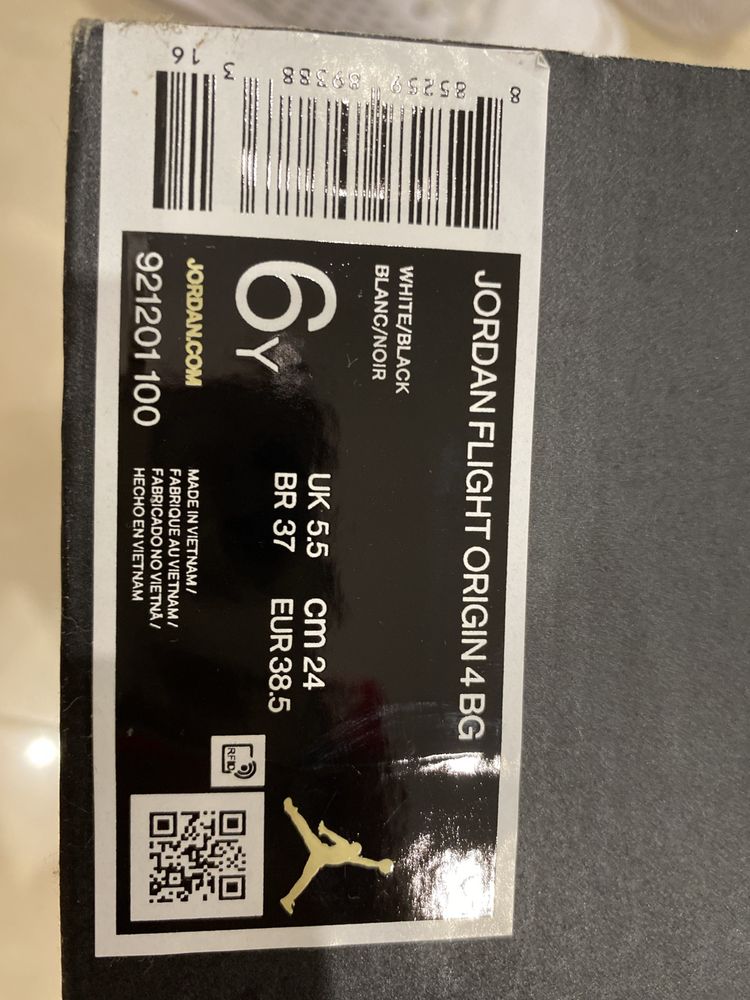 8 85259 89388 3 16
JORDAN FLIGHT ORIGIN 4 BG
WHITE/BLACK
BLANC/NOIR
6Y
UK 5.5 cm 24
BR 37 EUR 38.5
JORDAN.COM
921201 100
MADE IN VIETNAM/
FABRIQUE AU VIETNAM/
FABRICADO NO VIETNÃ/
HECHO EN VIETNAM
RFID